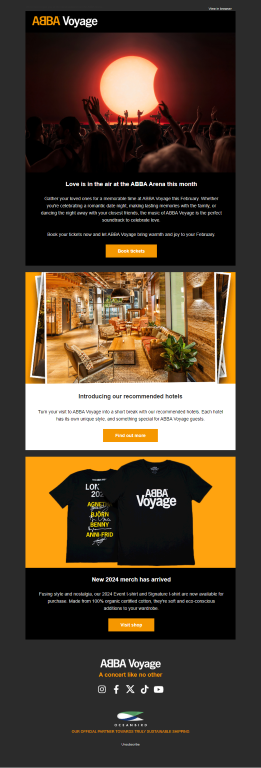 View in browser
ABBA Voyage
Love is in the air at the ABBA Arena this month
Gather your loved ones for a memorable time at ABBA Voyage this February. Whether
you're celebrating a romantic date night, making lasting memories with the family, or
dancing the night away with your closest friends, the music of ABBA Voyage is the perfect
soundtrack to celebrate love.
Book your tickets now and let ABBA Voyage bring warmth and joy to your February.
Book tickets
Introducing our recommended hotels
Turn your visit to ABBA Voyage into a short break with our recommended hotels. Each hotel
has its own unique style, and something special for ABBA Voyage guests.
Find out more
AGNETHA
BJÖRN
BENNY
ANNI-FRID
ABBA
Voyage
New 2024 merch has arrived
Fusing style and nostalgia, our 2024 Event t-shirt and Signature t-shirt are now available for
purchase. Made from 100% organic certified cotton, they're soft and eco-conscious
additions to your wardrobe.
Visit shop
ABBA Voyage
A concert like no other
OCEANBIRD
OUR OFFICIAL PARTNER TOWARDS TRULY SUSTAINABLE SHIPPING
Unsubscribe